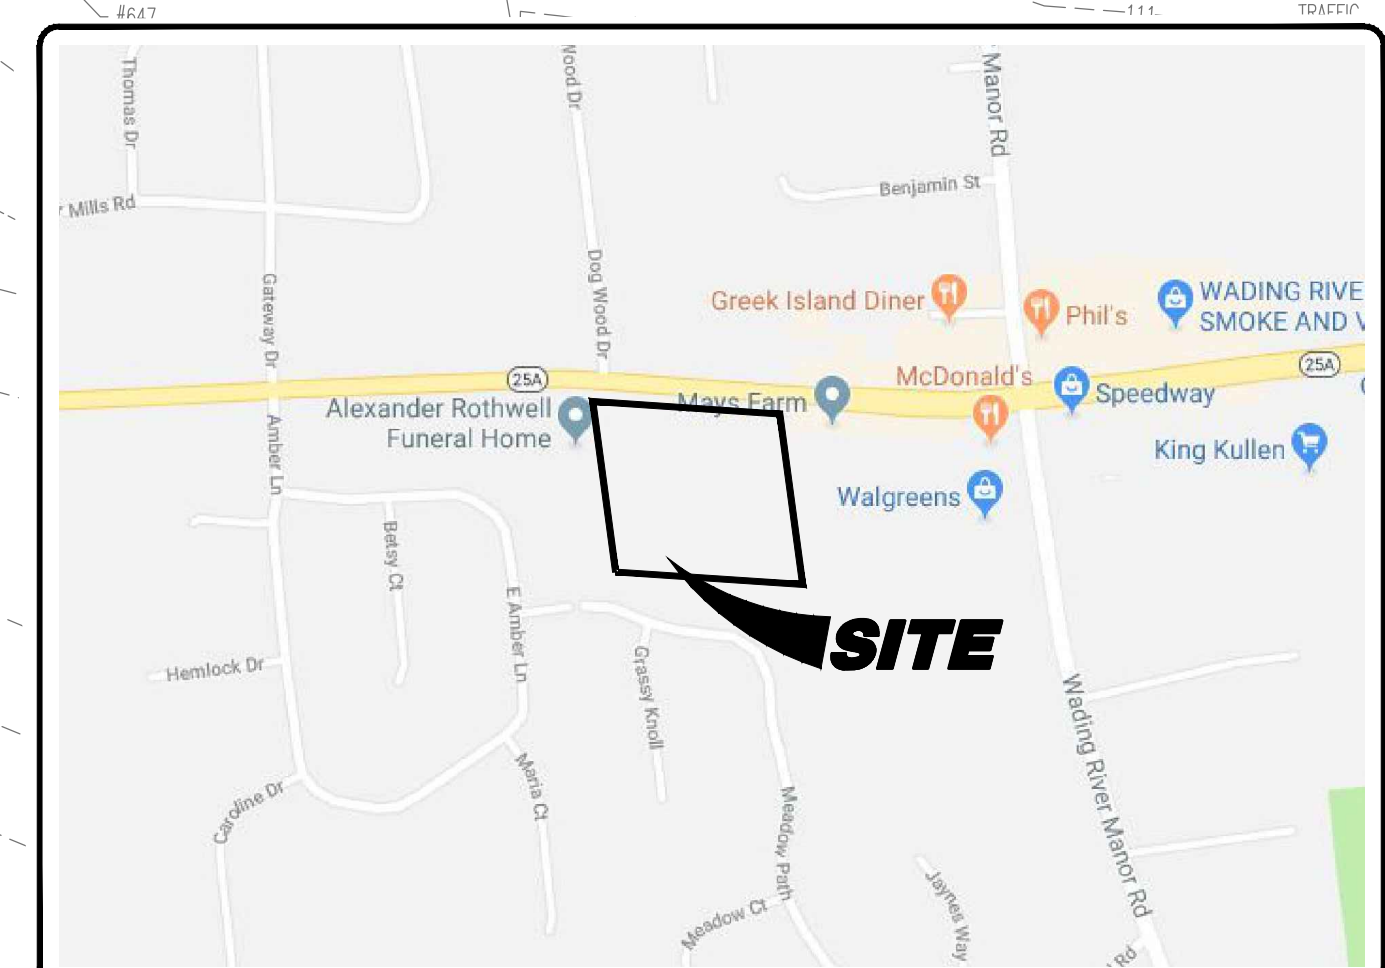 #647
111
TRAFFIC
Thomas Dr
Wood Dr
Manor Rd
Benjamin St
Mills Rd
Gateway Dr
Dog Wood Dr
Greek Island Diner
Phil's
WADING RIVE
SMOKE AND V
25A
25A
McDonald's
Mays Farm
Speedway
Alexander Rothwell
Funeral Home
King Kullen
Amber Ln
Walgreens
Betsy Ct
E Amber Ln
SITE
Hemlock Dr
Grassy Knoll
Wading River Manor Rd
Maria Ct
Caroline Dr
Meadow Path
Meadow Ct
Jaynes Way
Rd